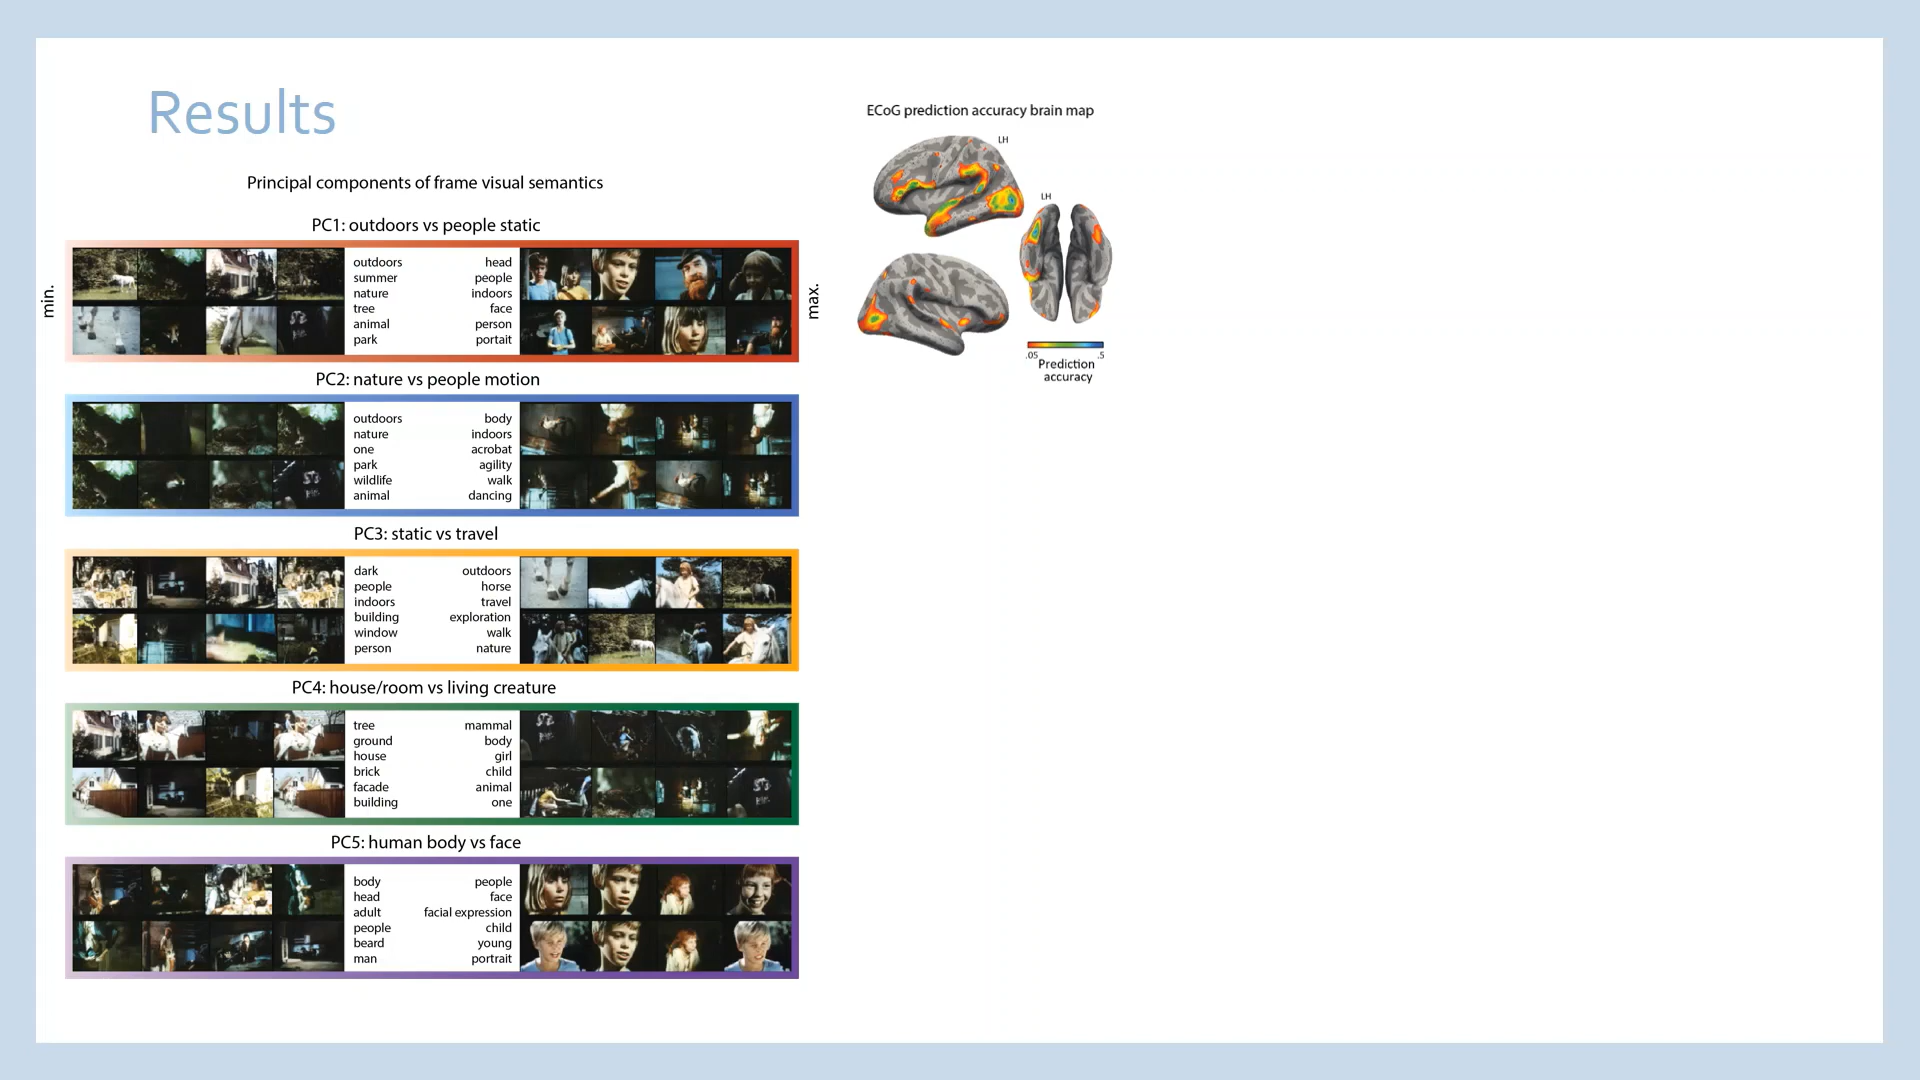 Results
Principal components of frame visual semantics
min.
max.
PC1: outdoors vs people static
outdoors head
summer people
nature indoors
tree face
animal person
park portait
PC2: nature vs people motion
outdoors body
nature indoors
one acrobat
park agility
wildlife walk
animal dancing
PC3: static vs travel
dark outdoors
people horse
indoors travel
building exploration
window walk
person nature
PC4: house/room vs living creature
tree mammal
ground body
house girl
brick child
facade animal
building one
PC5: human body vs face
body people
head face
adult facial expression
people child
beard young
man portrait
ECoG prediction accuracy brain map
LH
LH
.05 .5
Prediction
accuracy